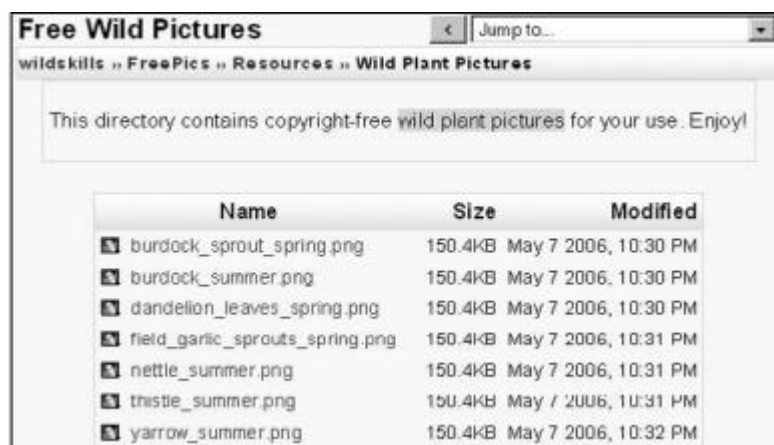 Free Wild Pictures < Jump to...
wildskills » FreePics » Resources » Wild Plant Pictures
This directory contains copyright-free wild plant pictures for your use. Enjoy!
Name Size Modified
burdock_sprout_spring.png 150.4KB May 7 2006, 10:30 PM
burdock_summer.png 150.4KB May 7 2006, 10:30 PM
dandelion_leaves_spring.png 150.4KB May 7 2006, 10:30 PM
field_garlic_sprouts_spring.png 150.4KB May 7 2006, 10:31 PM
nettle_summer.png 150.4KB May 7 2006, 10:31 PM
thistle_summer.png 150.4KB May 7 2006, 10:31 PM
yarrow_summer.png 150.4KB May 7 2006, 10:32 PM